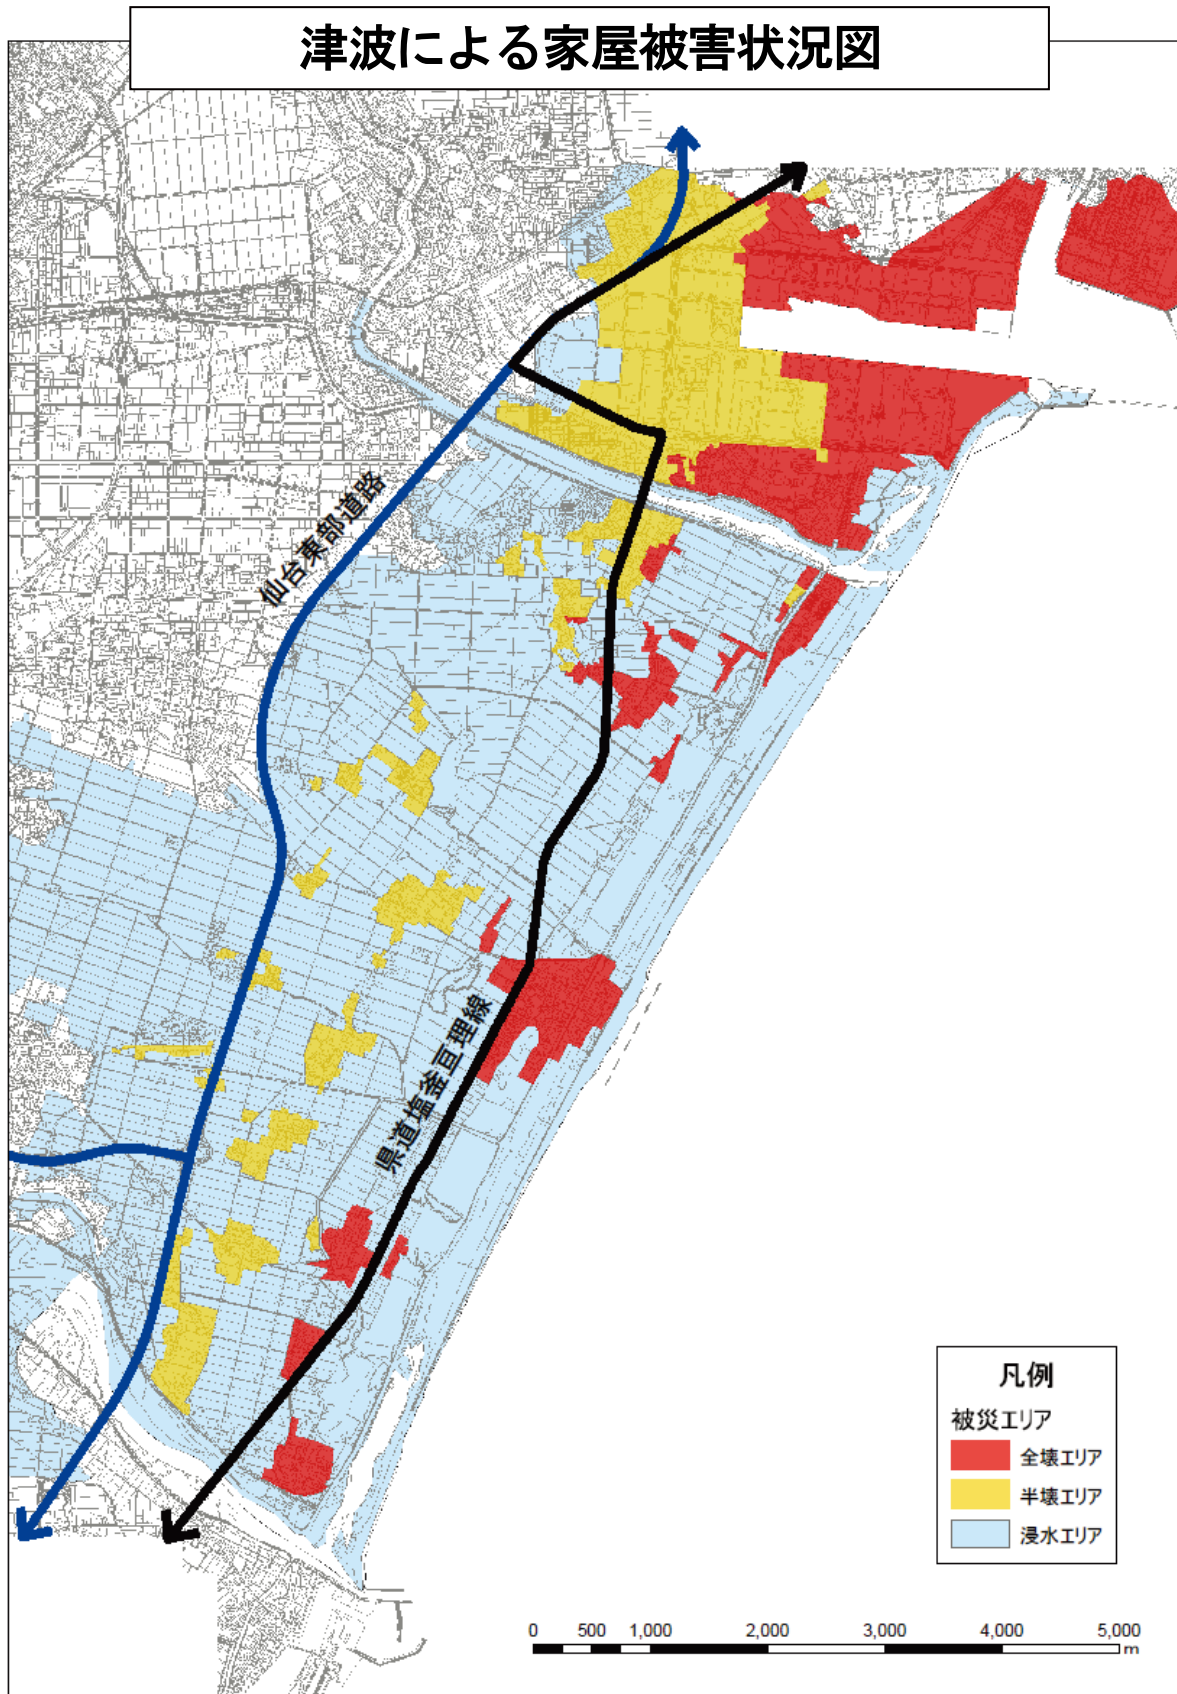 津波による家屋被害状況図
仙台東部道路
県道塩釜亘理線
凡例
被災エリア
全壊エリア
半壊エリア
浸水エリア
0 500 1,000 2,000 3,000 4,000 5,000
m